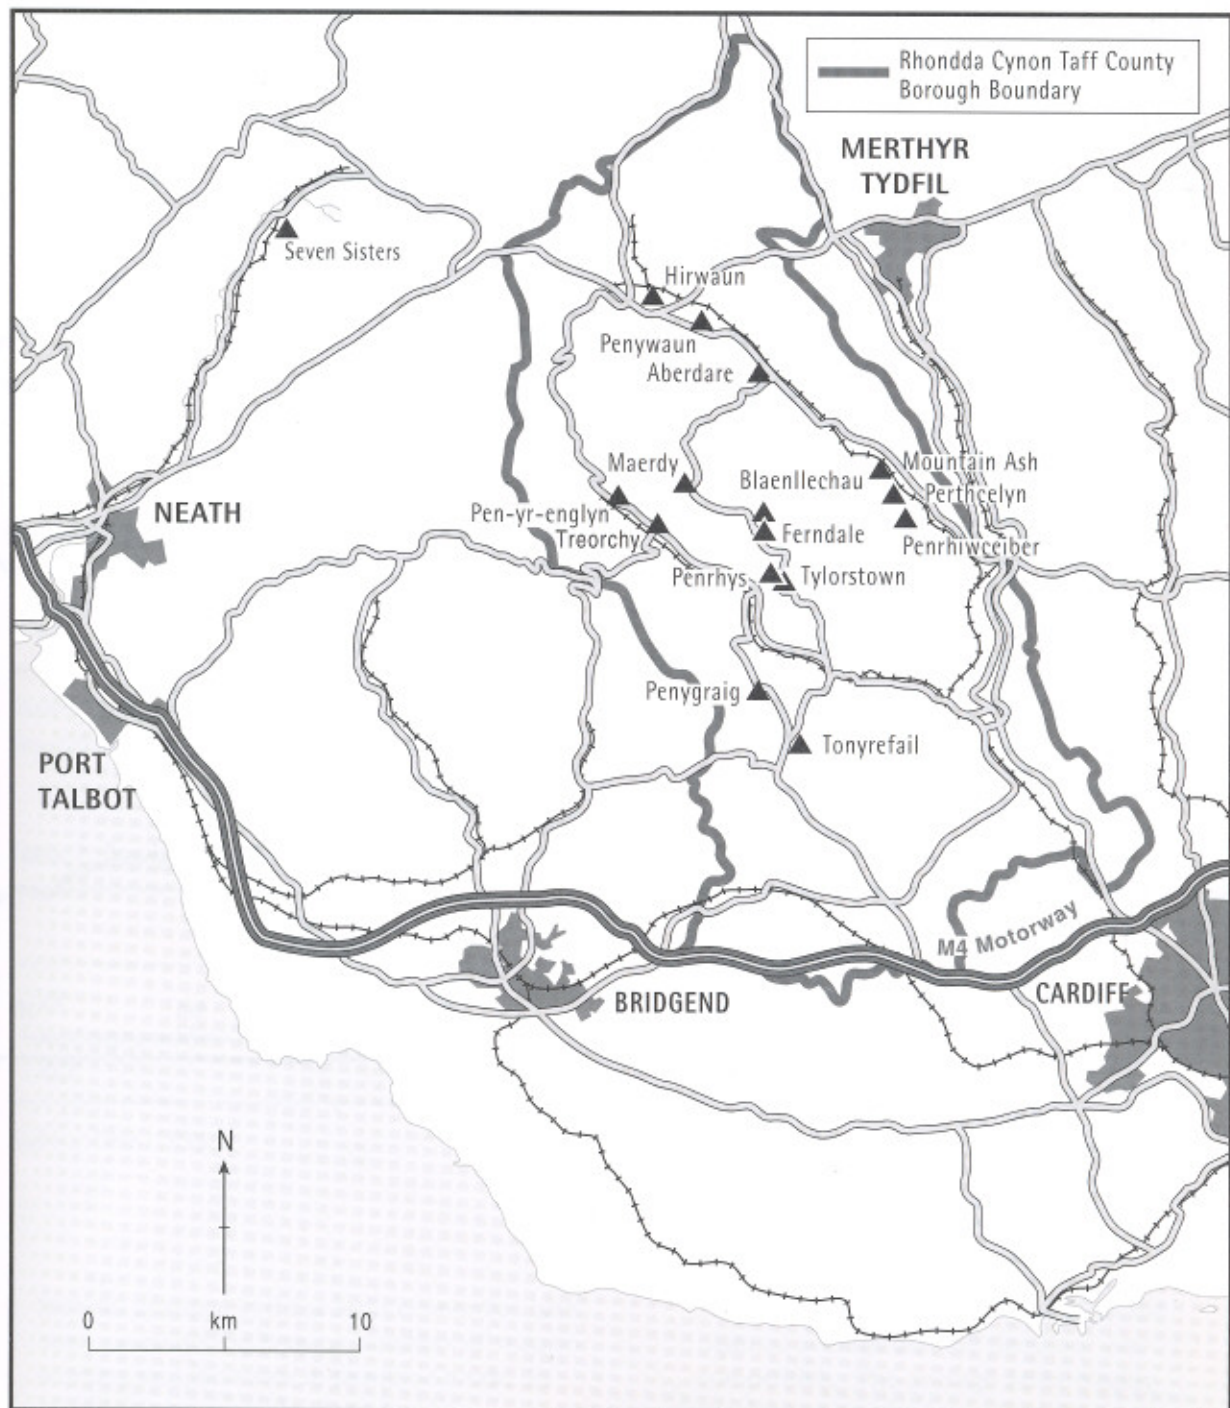 Rhondda Cynon Taff County
Borough Boundary
MERTHYR
TYDFIL
Seven Sisters
Hirwaun
Penywaun
Aberdare
Maerdy
Mountain Ash
Blaenllechau
Perthcelyn
Pen-yr-englyn
NEATH
Treorchy
Ferndale
Penrhiwceiber
Penrhys
Tylorstown
Penygraig
Tonyrefail
PORT
TALBOT
M4 Motorway
CARDIFF
BRIDGEND
N
0 km 10